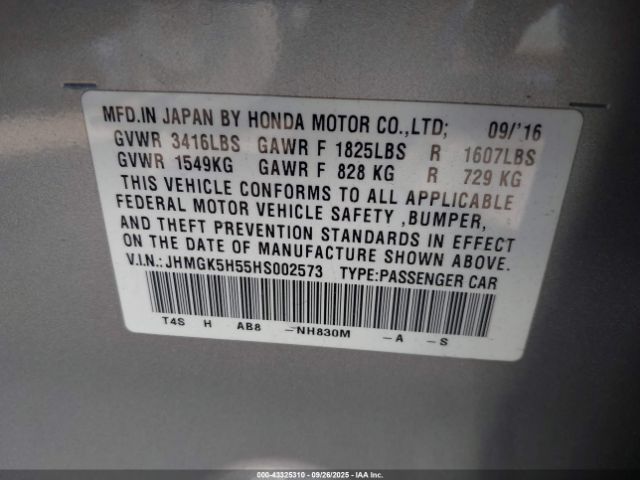 MFD.IN JAPAN BY HONDA MOTOR CO.,LTD; 09/'16
GVWR 3416LBS GAWR F 1825LBS R 1607LBS
GVWR 1549KG GAWR F 828 KG R 729 KG
THIS VEHICLE CONFORMS TO ALL APPLICABLE
FEDERAL MOTOR VEHICLE SAFETY ,BUMPER,
AND THEFT PREVENTION STANDARDS IN EFFECT
ON THE DATE OF MANUFACTURE SHOWN ABOVE.
V.I.N.:JHMGK5H55HS002573 TYPE:PASSENGER CAR
T4S H AB8 -NH830M -A -S
000-43325310 - 09/26/2025 - IAA Inc.